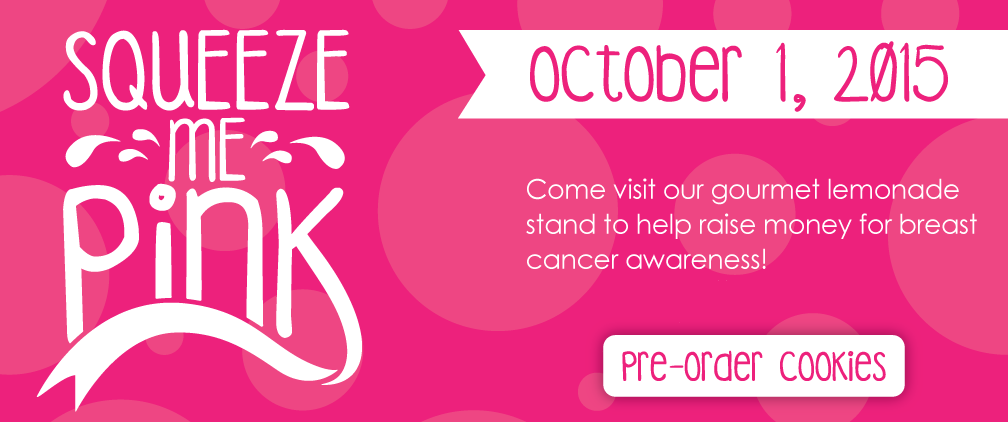 SQUEEZE
ME
PINK
October 1, 2015
Come visit our gourmet lemonade
stand to help raise money for breast
cancer awareness!
Pre-order Cookies